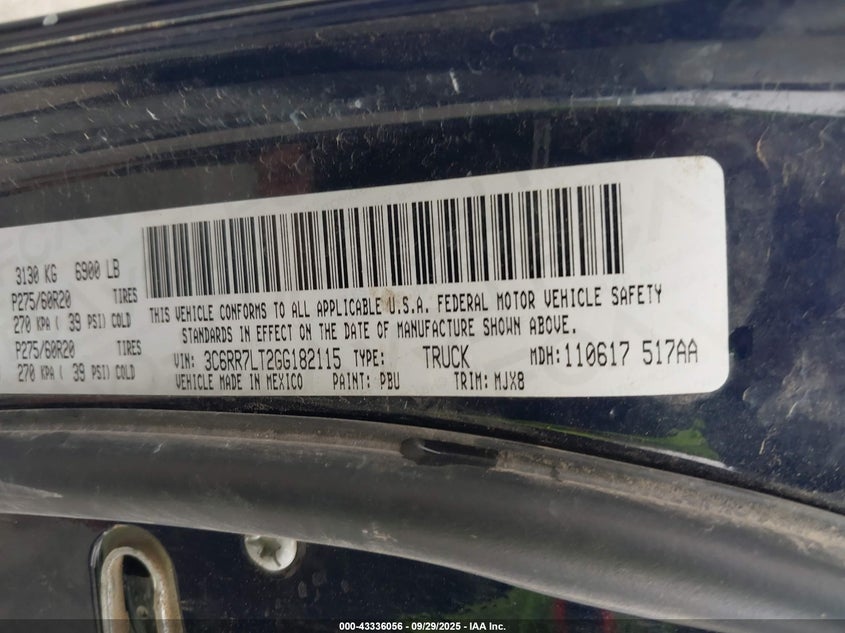 3130 KG 6900 LB
P275/60R20 TIRES
270 KPA ( 39 PSI) COLD
P275/60R20 TIRES
270 KPA ( 39 PSI) COLD
THIS VEHICLE CONFORMS TO ALL APPLICABLE U.S.A. FEDERAL MOTOR VEHICLE SAFETY
STANDARDS IN EFFECT ON THE DATE OF MANUFACTURE SHOWN ABOVE.
VIN: 3C6RR7LT2GG182115 TYPE: TRUCK MDH:110617 517AA
VEHICLE MADE IN MEXICO PAINT: PBU TRIM: MJX8
000-43336056 - 09/29/2025 - IAA Inc.